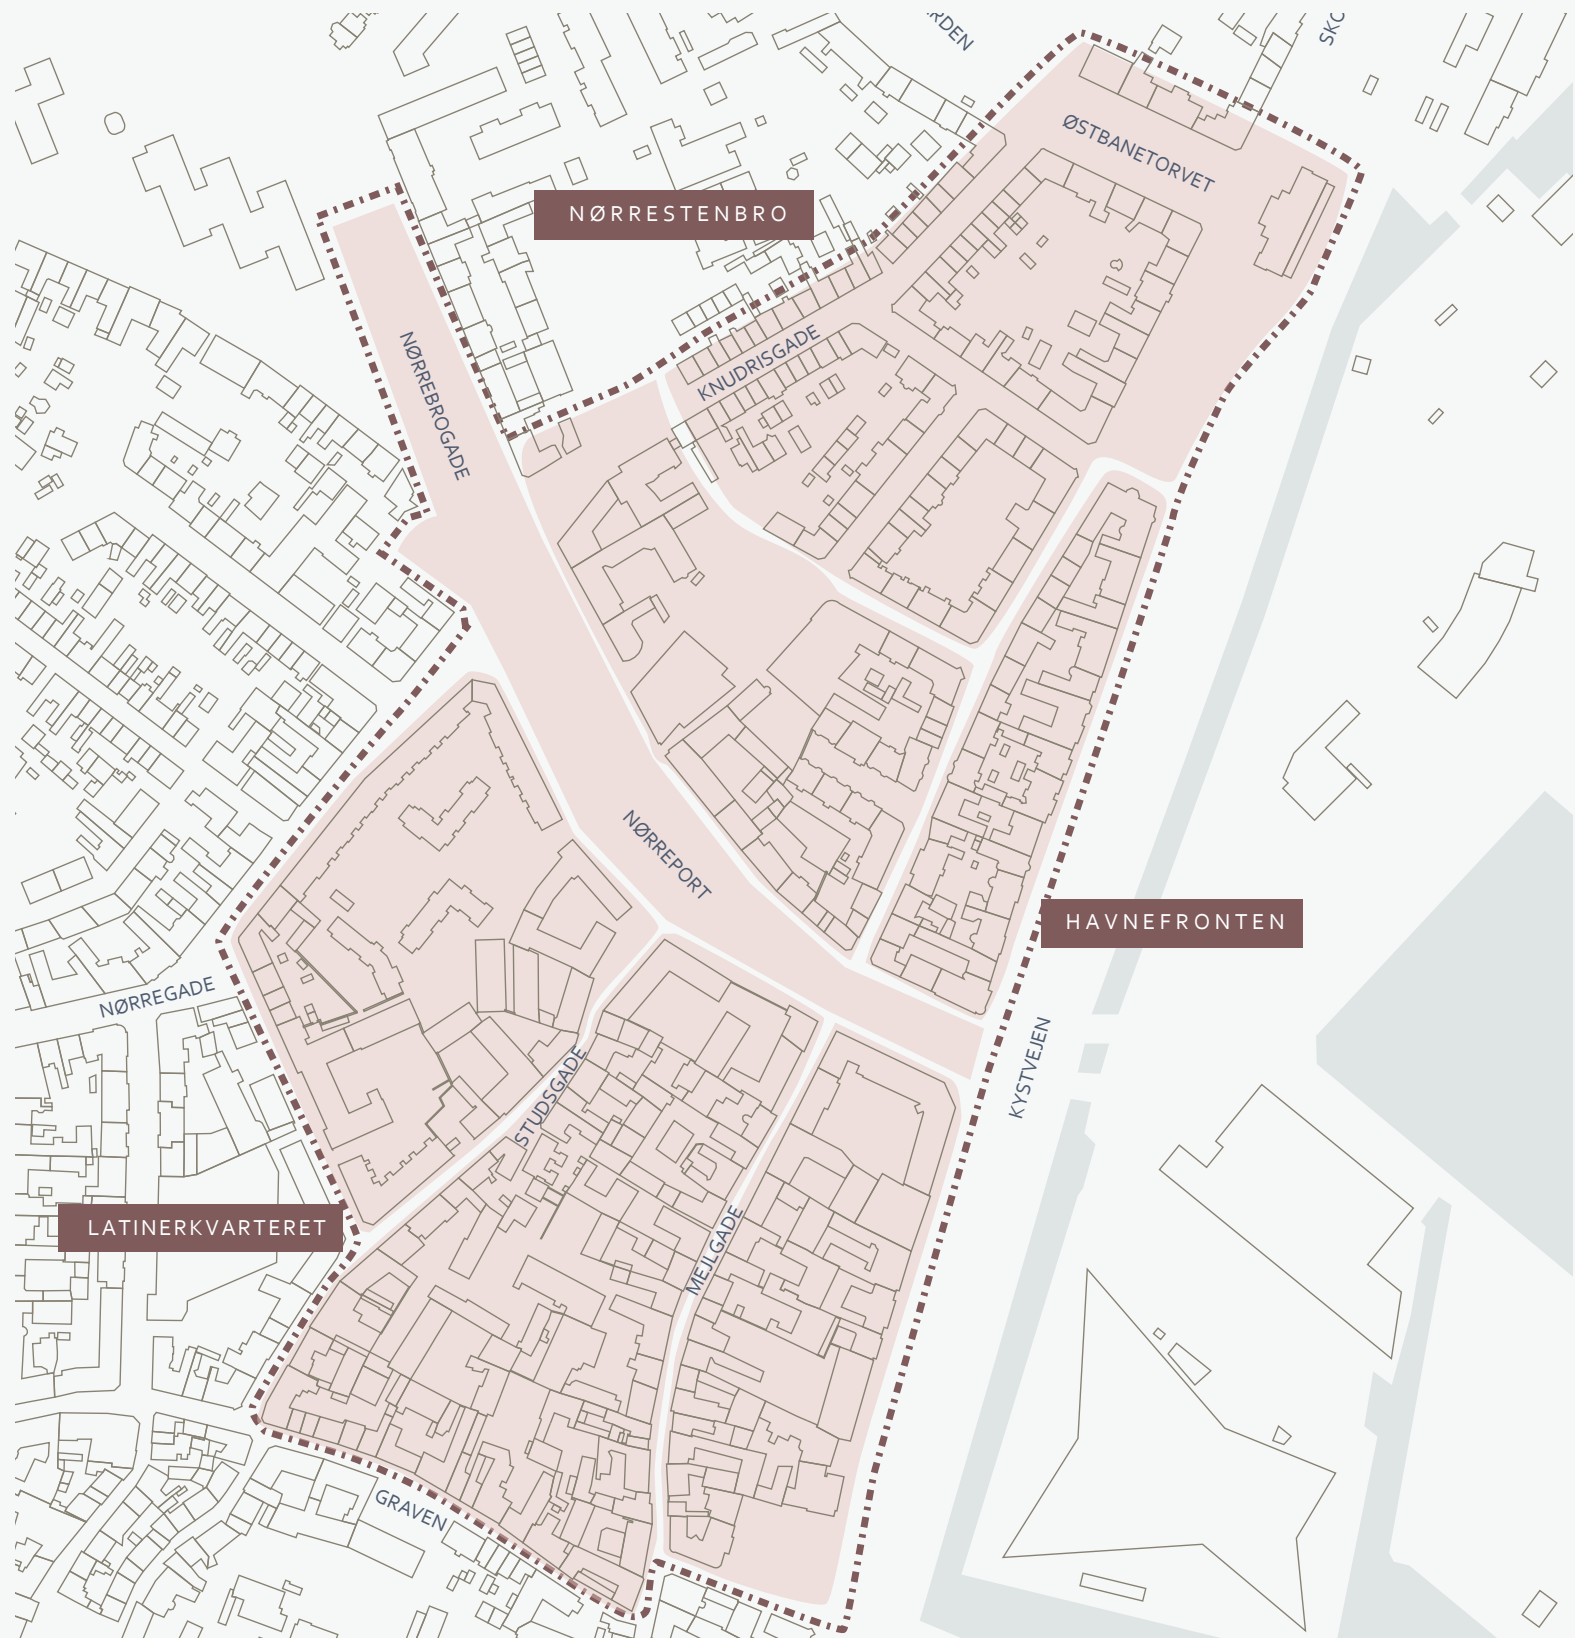 ØSTBANETORVET
NØRRESTENBRO
KNUDRISGADE
NØRREBROGADE
NØRREPORT
HAVNEFRONTEN
NØRREGADE
KYSTVEJEN
STUDSGADE
LATINERKVARTERET
MEJLGADE
GRAVEN